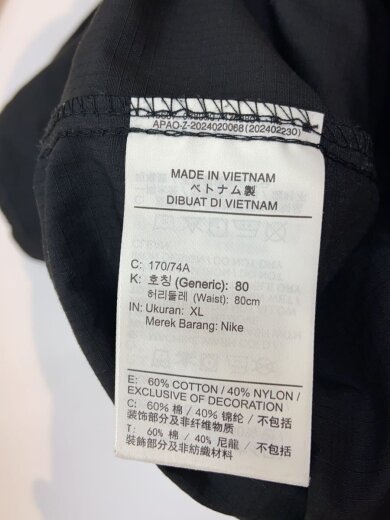 APAO-Z-2024020068(202402230)
MADE IN VIETNAM
ベトナム製
DIBUAT DI VIETNAM
C: 170/74A
K: 호칭 (Generic): 80
허리둘레 (Waist): 80cm
IN: Ukuran: XL
Merek Barang: Nike
E: 60% COTTON / 40% NYLON /
EXCLUSIVE OF DECORATION
C: 60% 棉 / 40% 锦纶 / 不包括
装饰部分及非纤维物质
T: 60% 棉 / 40% 尼龍 / 不包括
裝飾部分及非紡織材料